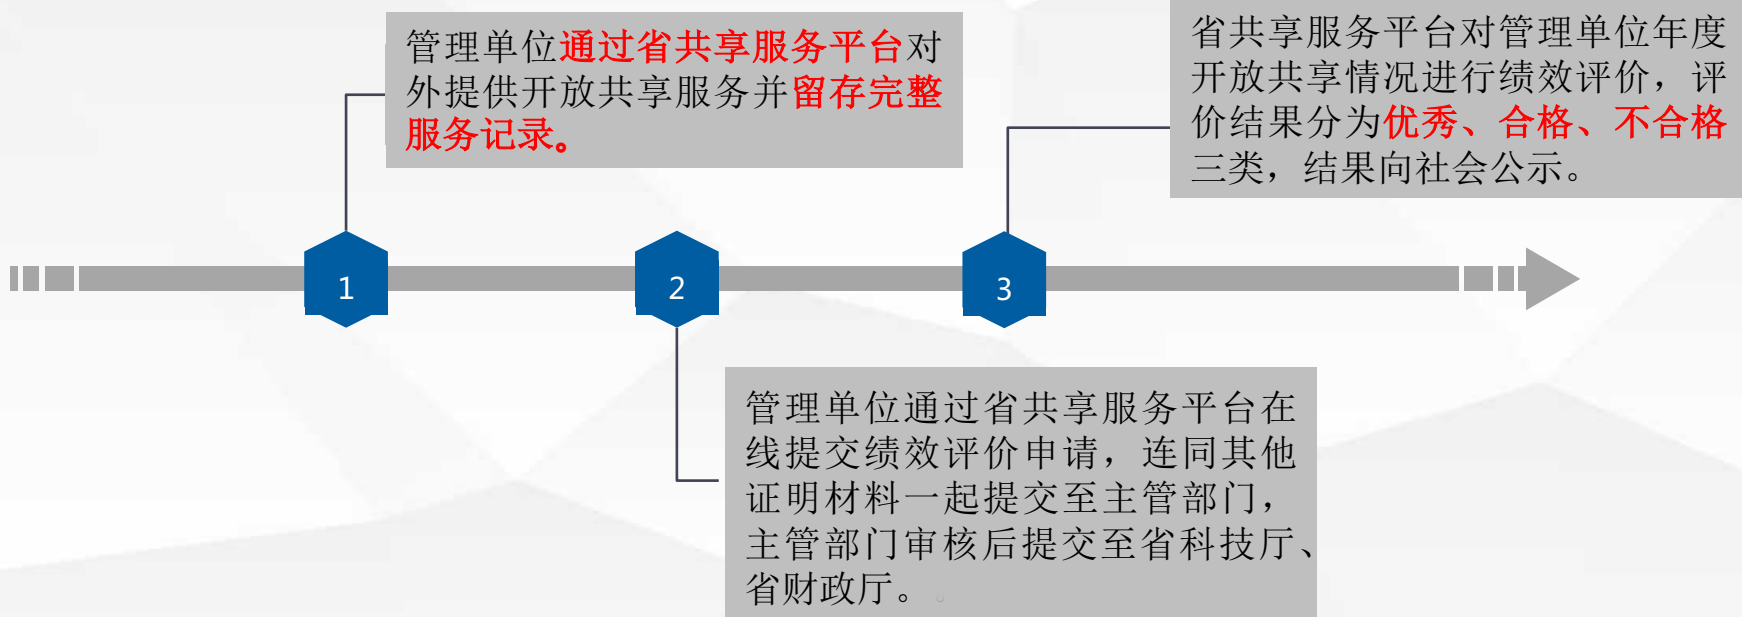 管理单位通过省共享服务平台对
外提供开放共享服务并留存完整
服务记录。
省共享服务平台对管理单位年度
开放共享情况进行绩效评价，评
价结果分为优秀、合格、不合格
三类，结果向社会公示。
1
2
3
管理单位通过省共享服务平台在
线提交绩效评价申请，连同其他
证明材料一起提交至主管部门，
主管部门审核后提交至省科技厅、
省财政厅。。